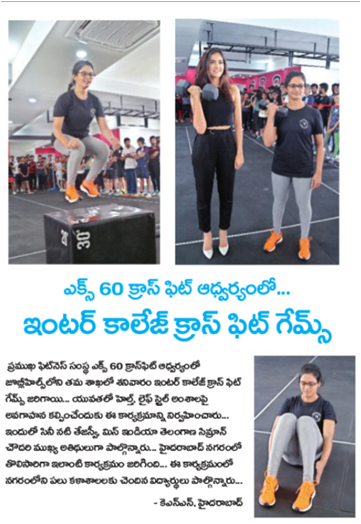 30"
ఎక్స్ 60 క్రాస్ ఫిట్ ఆధ్వర్యంలో...
ఇంటర్ కాలేజ్ క్రాస్ ఫిట్ గేమ్స్
ప్రముఖ ఫిట్‌నెస్ సంస్థ ఎక్స్ 60 క్రాస్‌ఫిట్ ఆధ్వర్యంలో
జూబ్లీహిల్స్‌లోని తమ శాఖలో శనివారం ఇంటర్ కాలేజ్ క్రాస్ ఫిట్
గేమ్స్ జరిగాయి... యువతలో హెల్త్, లైఫ్ స్టైల్ అంశాలపై
అవగాహన కల్పించేందుకు ఈ కార్యక్రమాన్ని నిర్వహించారు...
ఇందులో సినీ నటి తేజస్వీ, మిస్ ఇండియా తెలంగాణ సిమ్రాన్
చౌదరి ముఖ్య అతిథులుగా పాల్గొన్నారు... హైదరాబాద్ నగరంలో
తొలిసారిగా ఇలాంటి కార్యక్రమం జరిగింది... ఈ కార్యక్రమంలో
నగరంలోని పలు కళాశాలలకు చెందిన విద్యార్థులు పాల్గొన్నారు...
- కెఎన్ఎన్, హైదరాబాద్